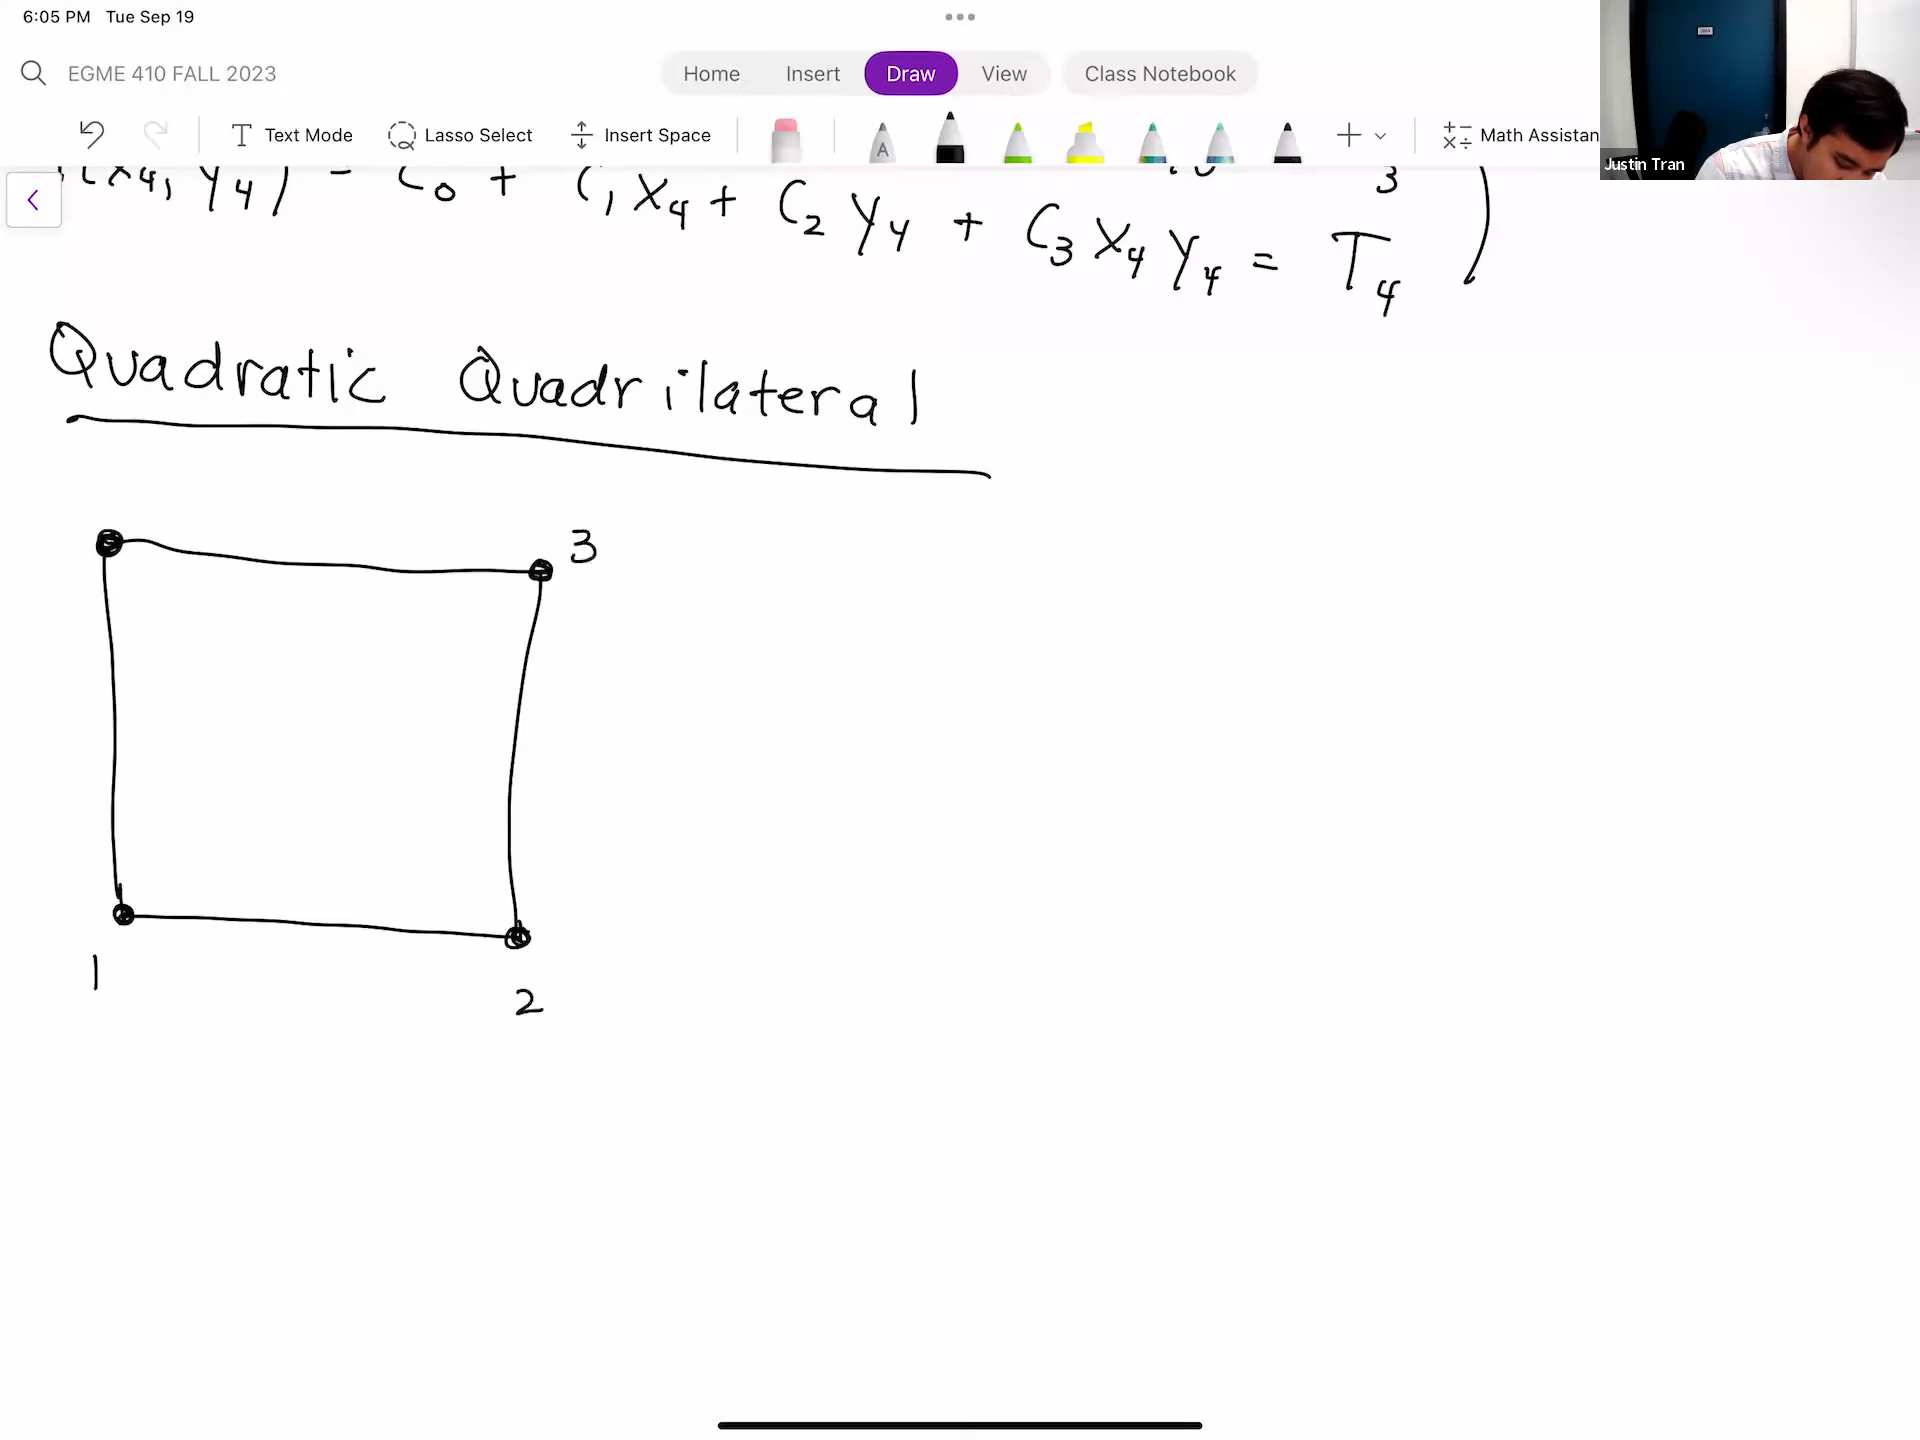 6:05 PM Tue Sep 19
EGME 410 FALL 2023
Home Insert Draw View Class Notebook
Text Mode Lasso Select Insert Space A Math Assistan
Justin Tran
T(x4, y4) = C0 + C1 X4 + C2 Y4 + C3 X4 Y4 = T4
3
Quadratic Quadrilateral
3
1
2